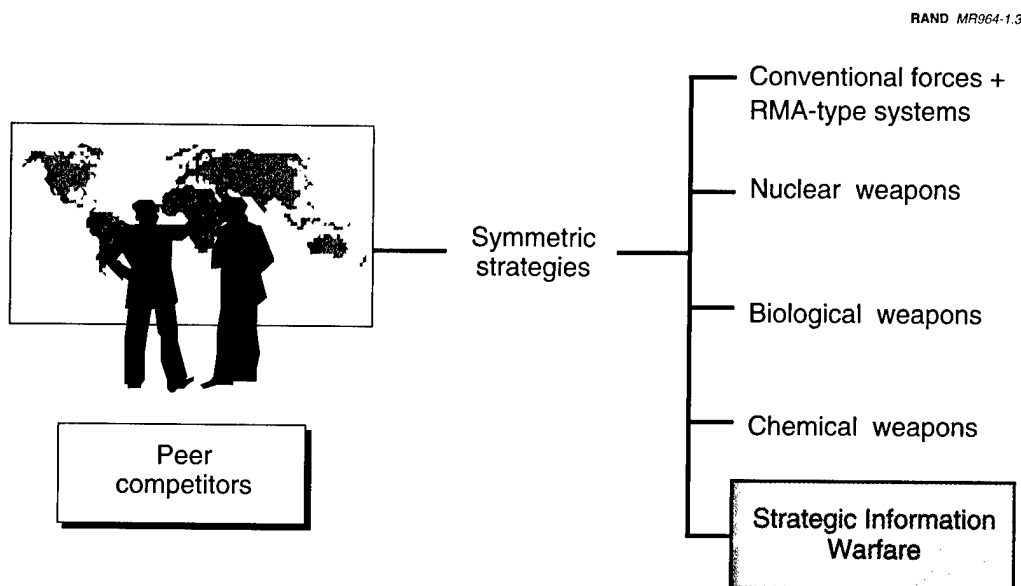 RAND MR964-1.3
Conventional forces +
RMA-type systems
Nuclear weapons
Symmetric
strategies
Biological weapons
Chemical weapons
Peer
competitors
Strategic Information
Warfare